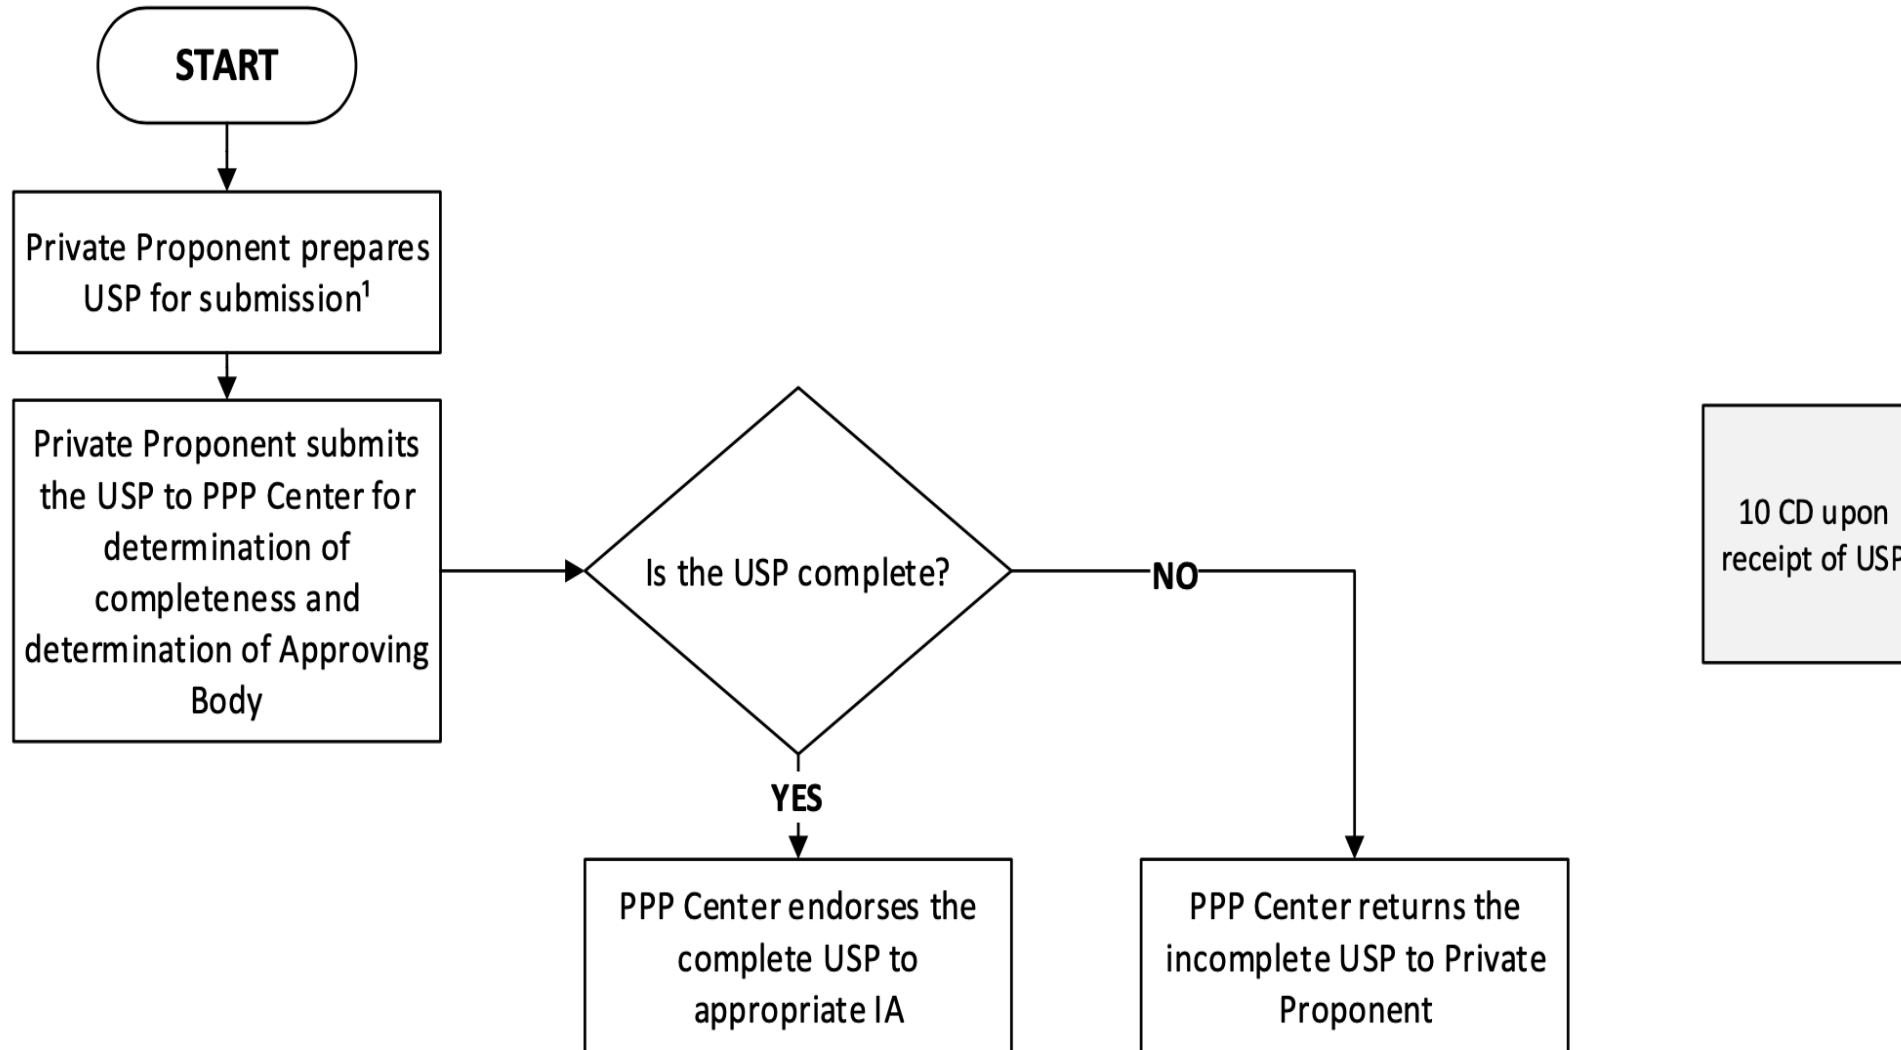 START
Private Proponent prepares
USP for submission¹
Private Proponent submits
the USP to PPP Center for
determination of
completeness and
determination of Approving
Body
Is the USP complete?
NO
10 CD upon
receipt of USP
YES
PPP Center endorses the
complete USP to
appropriate IA
PPP Center returns the
incomplete USP to Private
Proponent